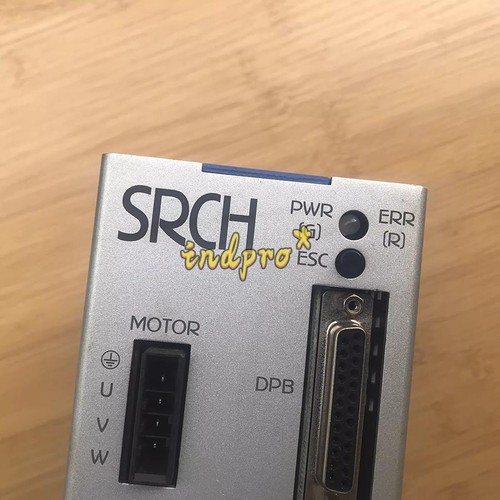 SRCH
PWR
(G)
ERR
(R)
indpro*
ESC
MOTOR
DPB
U
V
W